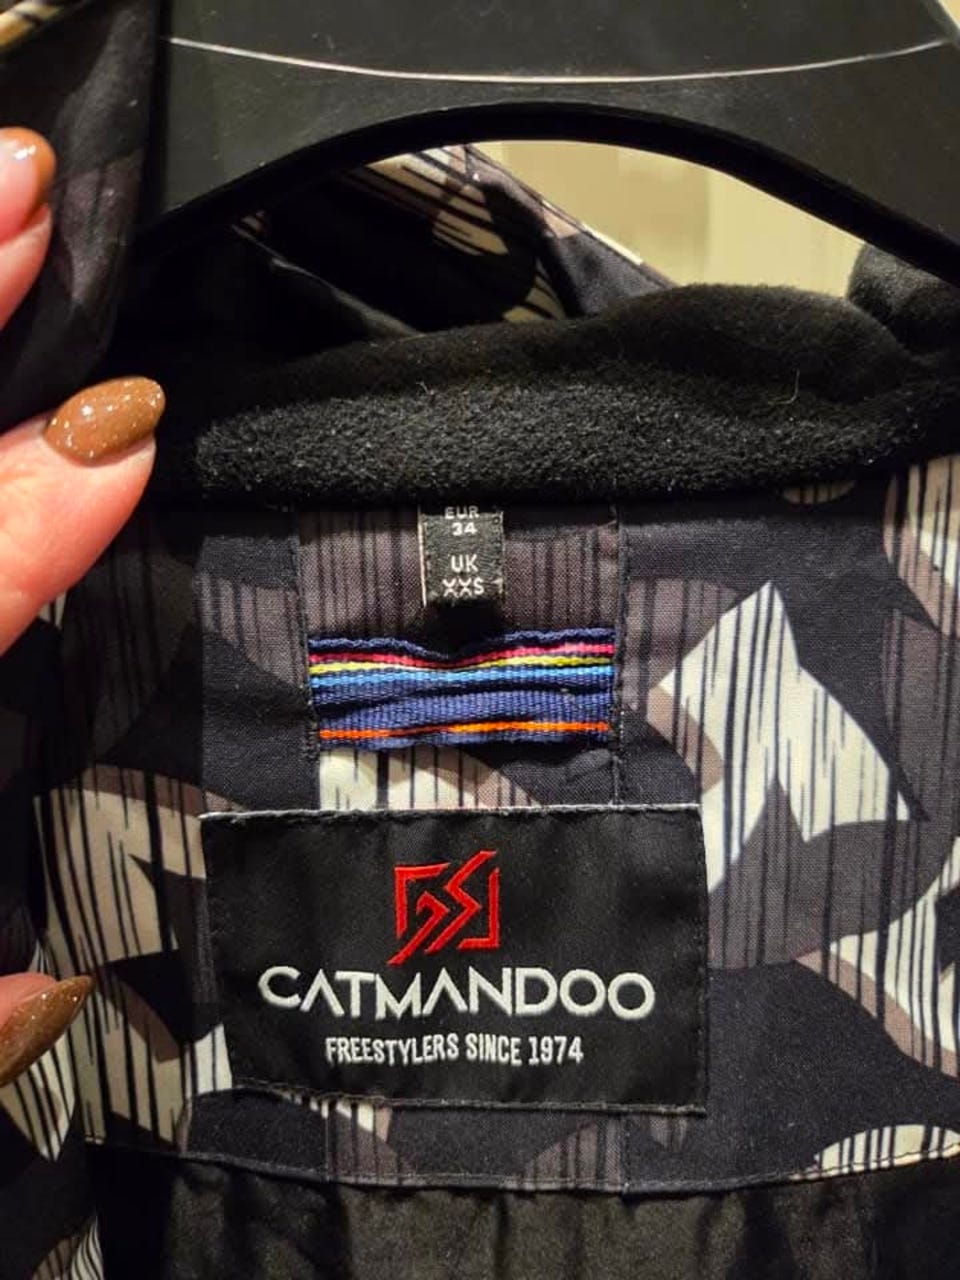 EUR
34
UK
XXS
CATMANDOO
FREESTYLERS SINCE 1974